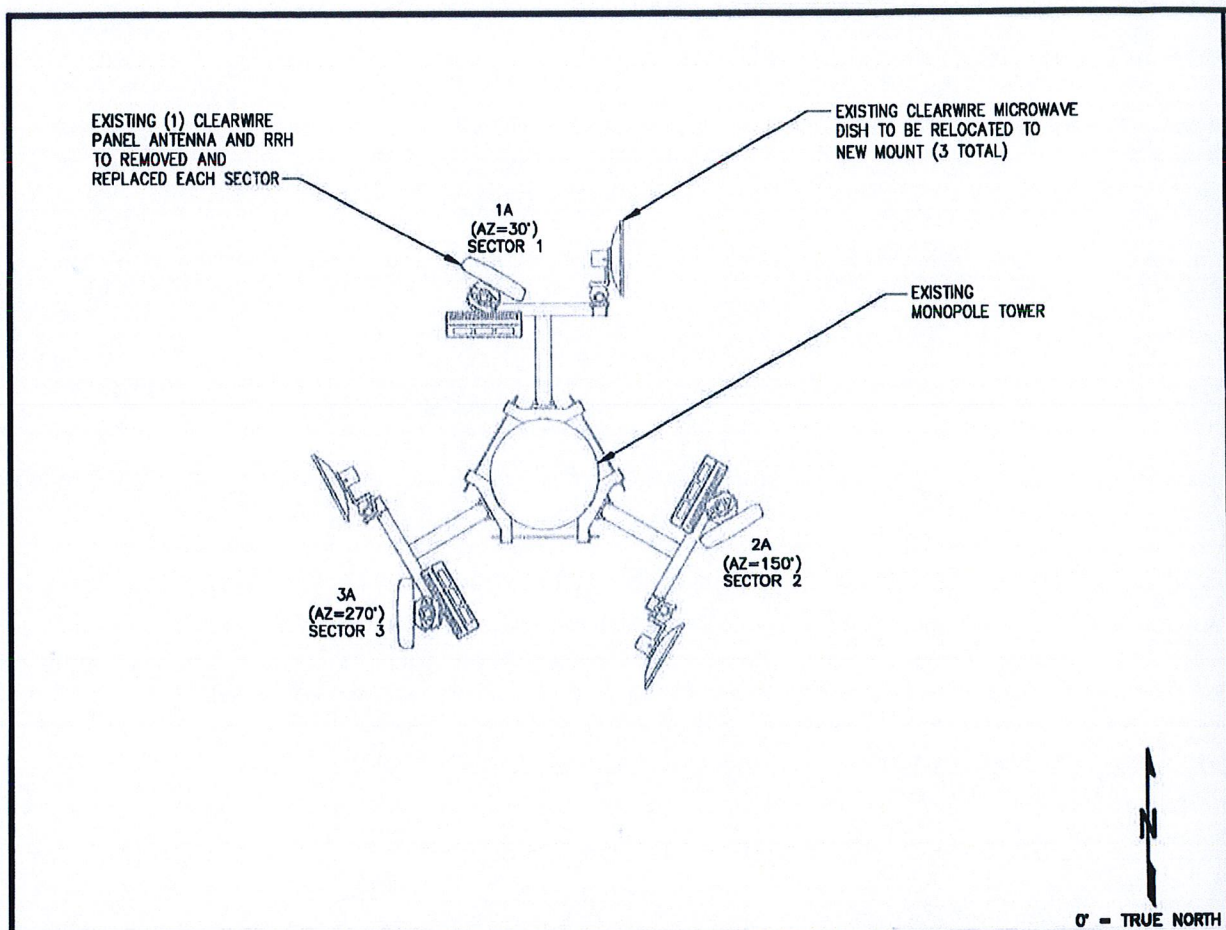 EXISTING (1) CLEARWIRE
PANEL ANTENNA AND RRH
TO REMOVED AND
REPLACED EACH SECTOR
EXISTING CLEARWIRE MICROWAVE
DISH TO BE RELOCATED TO
NEW MOUNT (3 TOTAL)
1A
(AZ=30°)
SECTOR 1
EXISTING
MONOPOLE TOWER
2A
(AZ=150°)
SECTOR 2
3A
(AZ=270°)
SECTOR 3
N
0° = TRUE NORTH